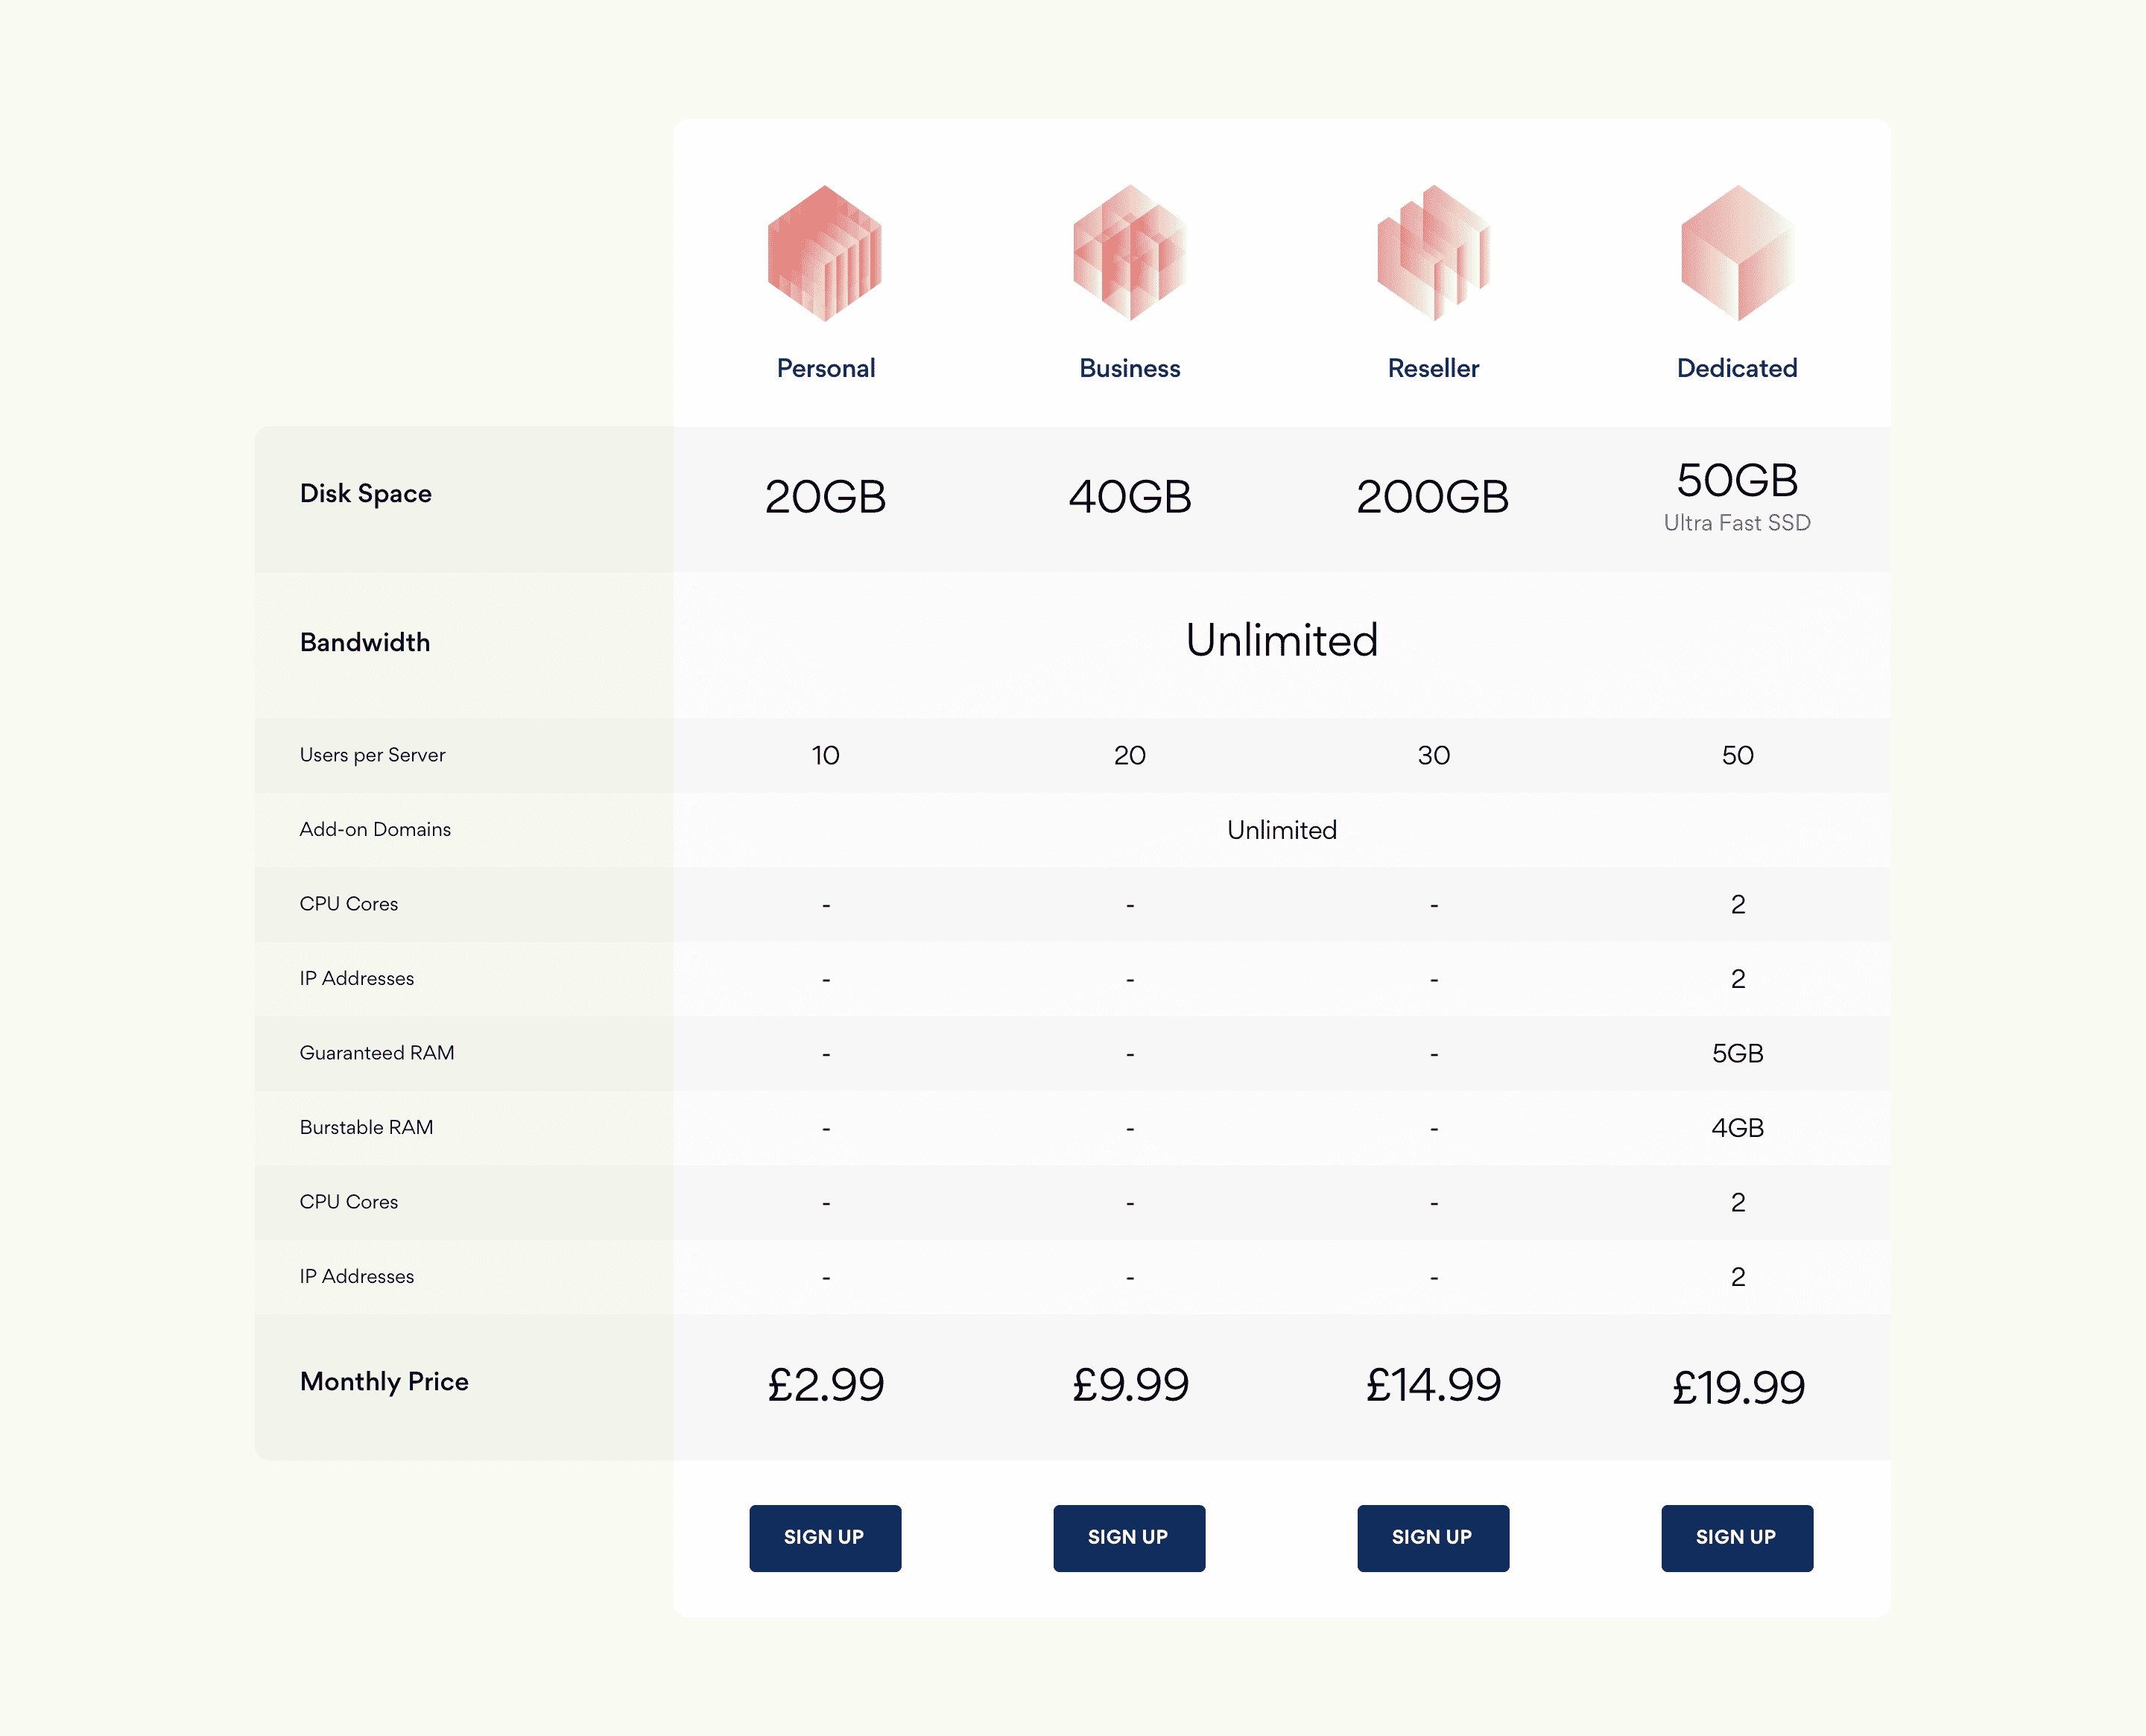 Personal Business Reseller Dedicated
Disk Space 20GB 40GB 200GB 50GB
Ultra Fast SSD
Bandwidth Unlimited
Users per Server 10 20 30 50
Add-on Domains Unlimited
CPU Cores - - - 2
IP Addresses - - - 2
Guaranteed RAM - - - 5GB
Burstable RAM - - - 4GB
CPU Cores - - - 2
IP Addresses - - - 2
Monthly Price £2.99 £9.99 £14.99 £19.99
SIGN UP SIGN UP SIGN UP SIGN UP